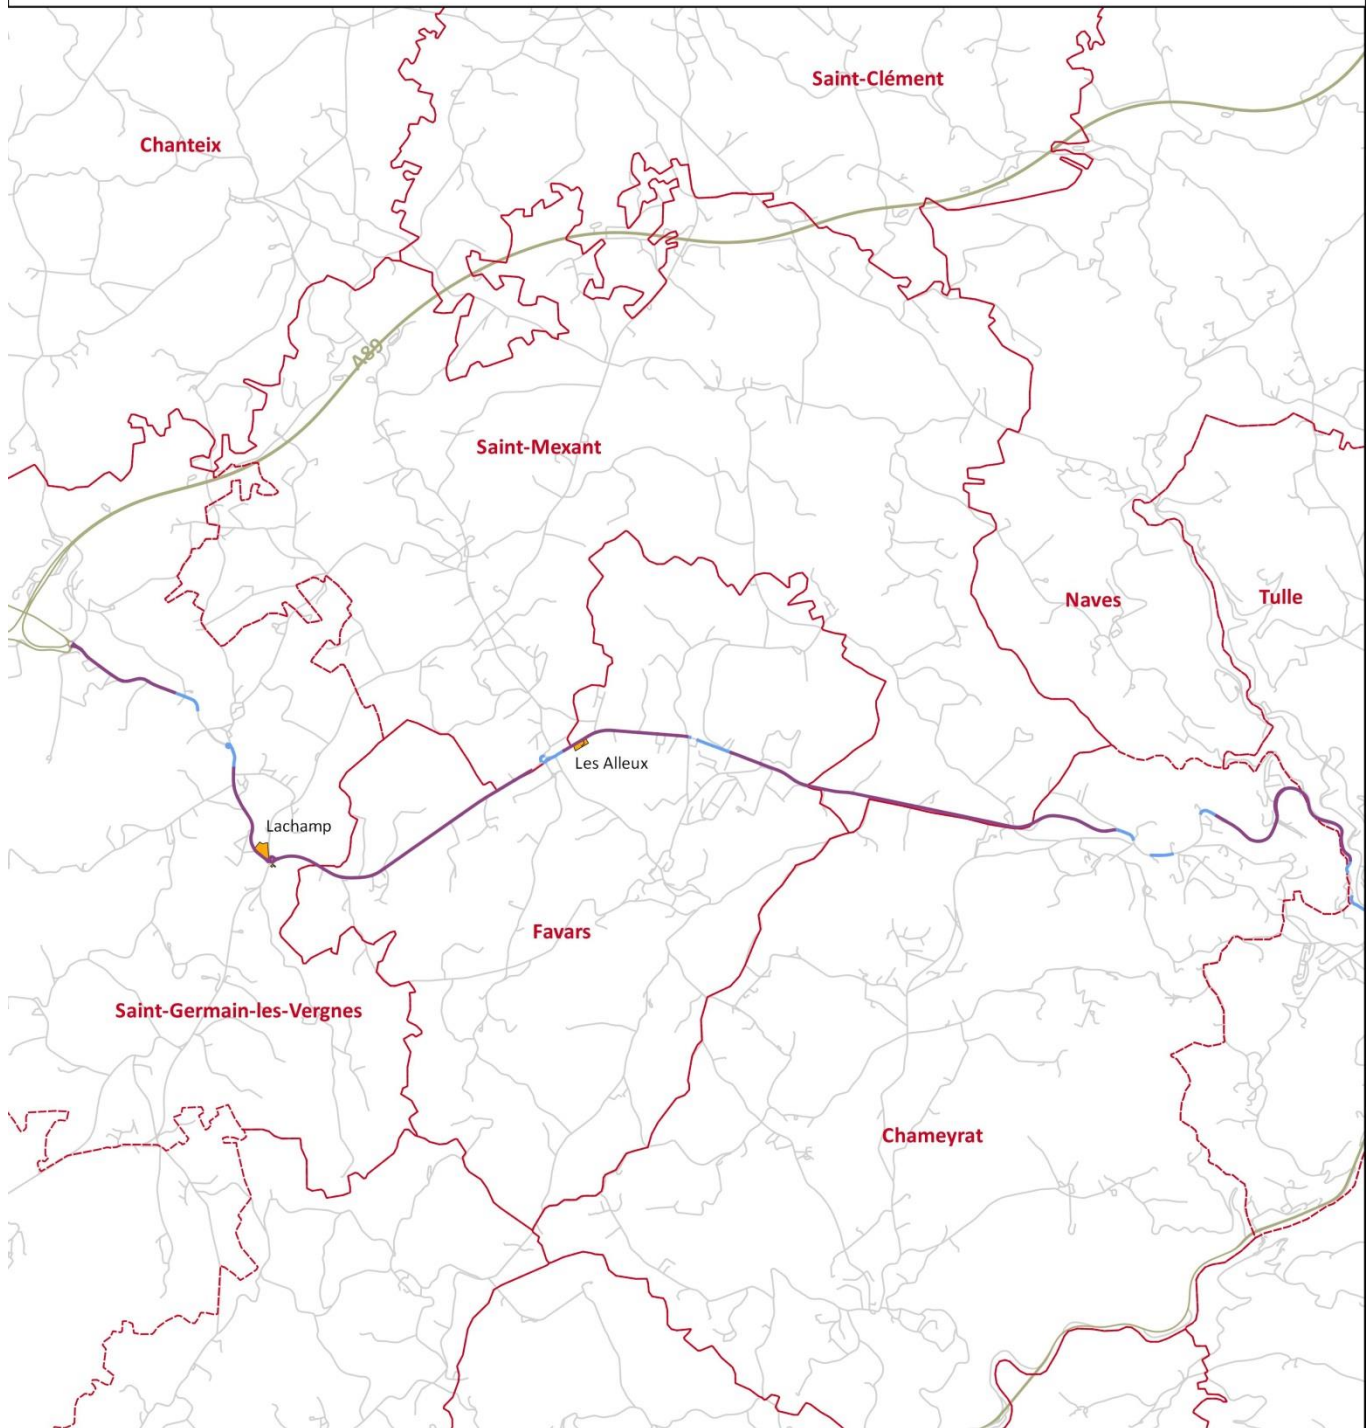 Saint-Clément
Chanteix
A89
Saint-Mexant
Naves
Tulle
Les Alleux
Lachamp
Favars
Saint-Germain-les-Vergnes
Chameyrat